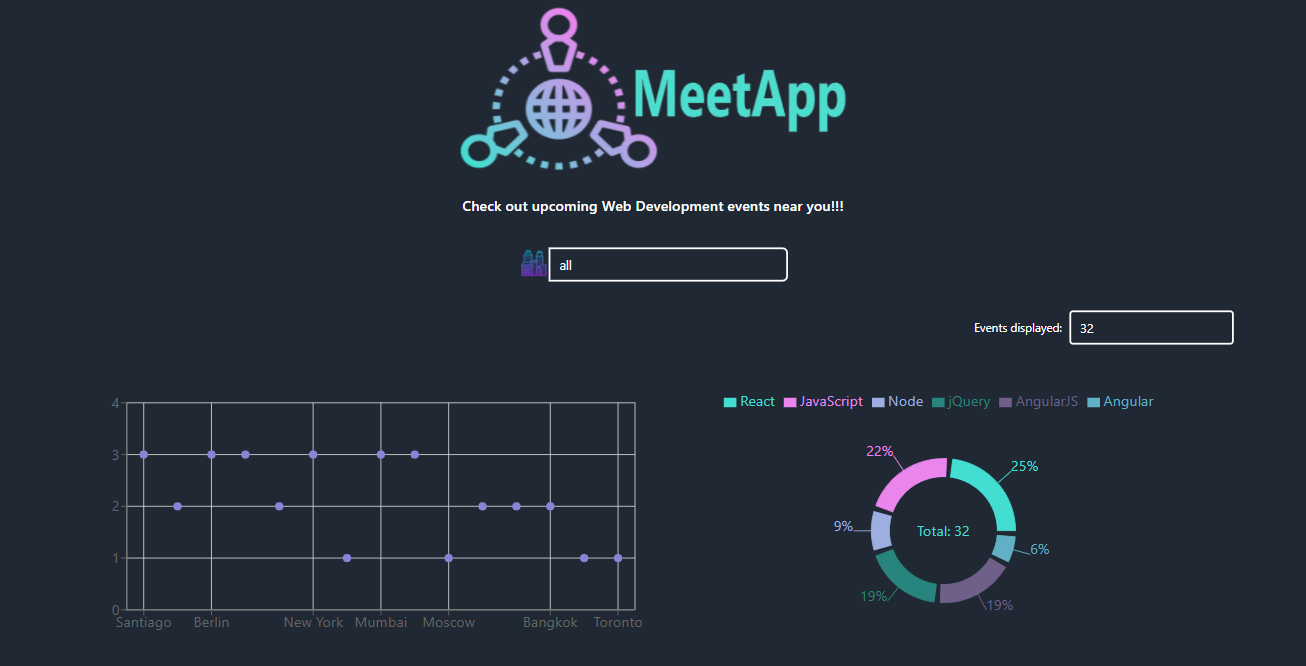 MeetApp
Check out upcoming Web Development events near you!!!
all
Events displayed: 32
4
3
2
1
0
Santiago Berlin New York Mumbai Moscow Bangkok Toronto
React JavaScript Node jQuery AngularJS Angular
22%
25%
9%
Total: 32
6%
19%
19%